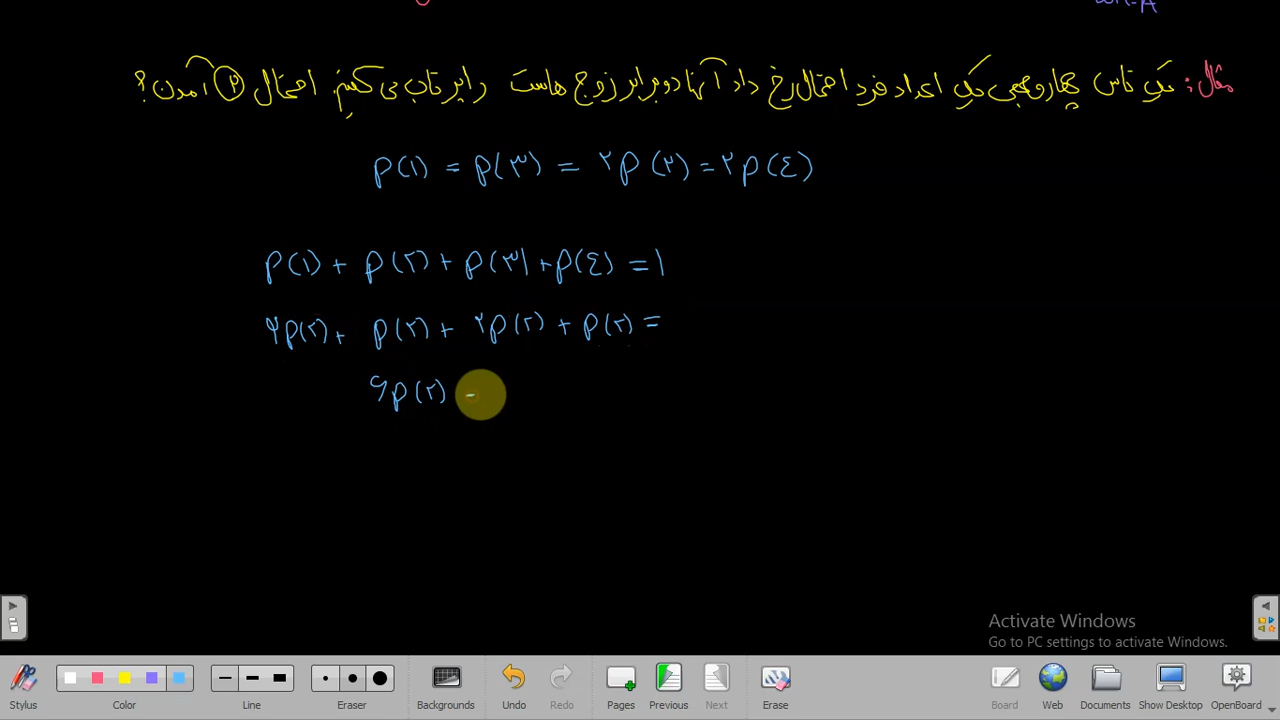 مثال: یک تاس چهاروجهی که اعداد فرد احتمال رخ داد آنها دو برابر زوج هاست را پرتاب می کنیم. احتمال ۳ آمدن؟
P(۱) = P(۳) = ۲P(۲) = ۲P(٤)
P(۱) + P(۲) + P(۳) + P(٤) = ۱
۲P(۲) + P(۲) + ۲P(۲) + P(۲) =
۶P(۲) =
Activate Windows
Go to PC settings to activate Windows.
Stylus Color Line Eraser Backgrounds Undo Redo Pages Previous Next Erase Board Web Documents Show Desktop OpenBoard